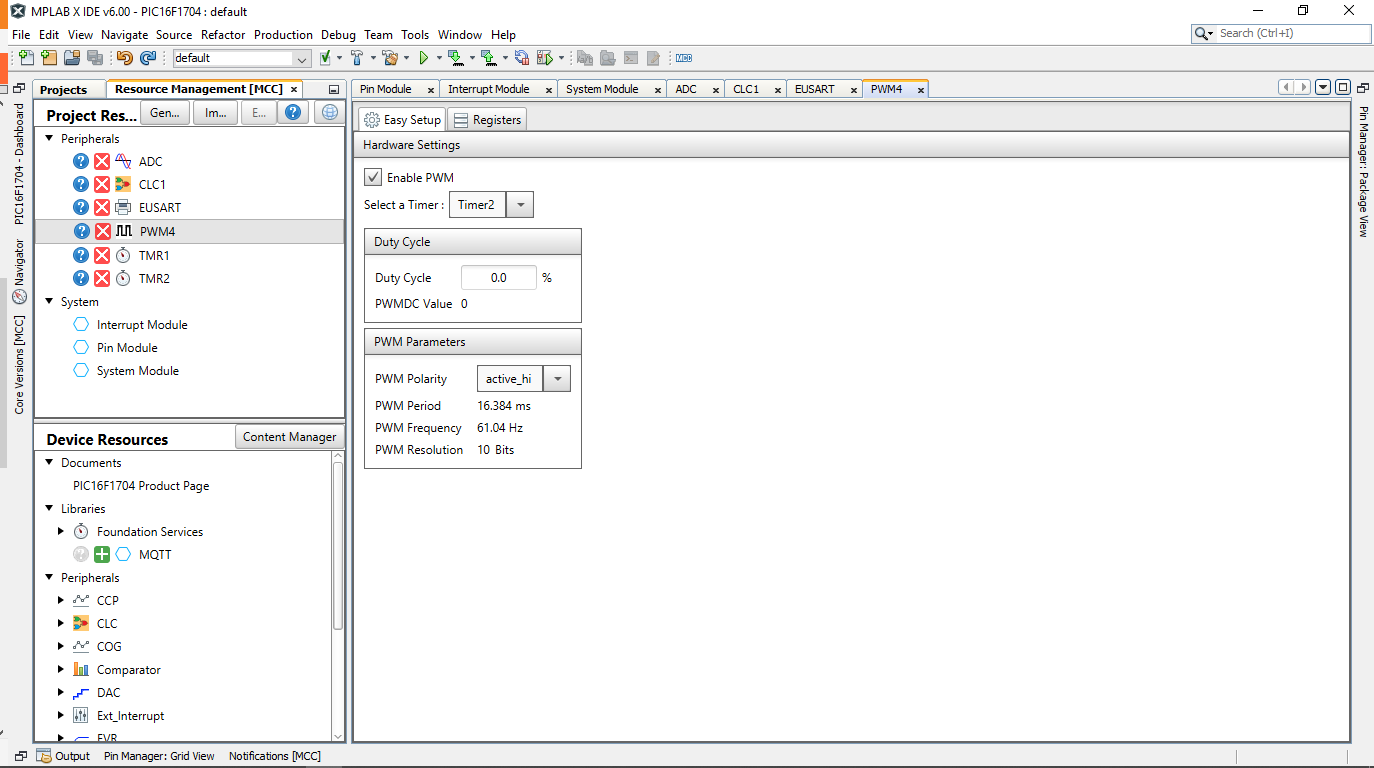 MPLAB X IDE v6.00 - PIC16F1704 : default
File Edit View Navigate Source Refactor Production Debug Team Tools Window Help
Search (Ctrl+I)
default
Projects
Resource Management [MCC]
Pin Module
Interrupt Module
System Module
ADC
CLC1
EUSART
PWM4
Project Res...
Gen...
Im...
E...
Peripherals
ADC
CLC1
EUSART
PWM4
TMR1
TMR2
System
Interrupt Module
Pin Module
System Module
Device Resources
Content Manager
Documents
PIC16F1704 Product Page
Libraries
Foundation Services
MQTT
Peripherals
CCP
CLC
COG
Comparator
DAC
Ext_Interrupt
FVR
Easy Setup
Registers
Hardware Settings
Enable PWM
Select a Timer : Timer2
Duty Cycle
Duty Cycle 0.0 %
PWMDC Value 0
PWM Parameters
PWM Polarity active_hi
PWM Period 16.384 ms
PWM Frequency 61.04 Hz
PWM Resolution 10 Bits
PIC16F1704 - Dashboard
Navigator
Core Versions [MCC]
Pin Manager: Package View
Output
Pin Manager: Grid View
Notifications [MCC]